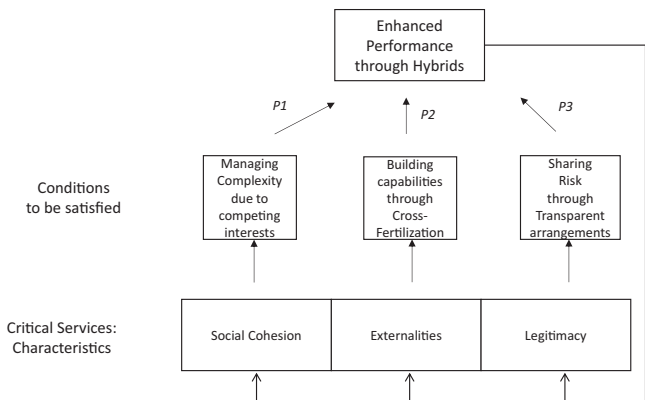 Enhanced
Performance
through Hybrids
P1
P2
P3
Conditions
to be satisfied
Managing
Complexity
due to
competing
interests
Building
capabilities
through
Cross-
Fertilization
Sharing
Risk
through
Transparent
arrangements
Critical Services:
Characteristics
Social Cohesion
Externalities
Legitimacy